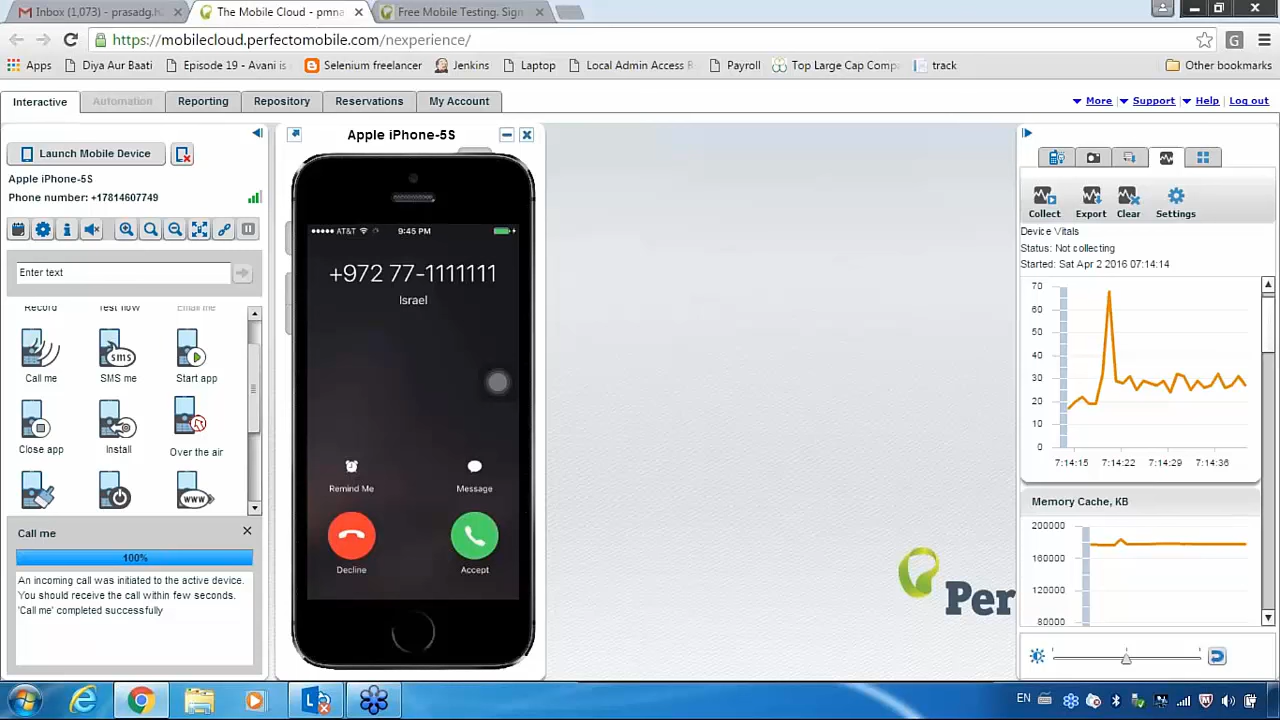 Inbox (1,073) - prasadg.h
The Mobile Cloud - pmna
Free Mobile Testing. Sign
https://mobilecloud.perfectomobile.com/nexperience/
Apps
Diya Aur Baati
Episode 19 - Avani is
Selenium freelancer
Jenkins
Laptop
Local Admin Access R
Payroll
Top Large Cap Comp
track
Other bookmarks
Interactive
Automation
Reporting
Repository
Reservations
My Account
More
Support
Help
Log out
Launch Mobile Device
Apple iPhone-5S
Phone number: +17814607749
Enter text
Record
Test now
Email me
Call me
SMS me
Start app
Close app
Install
Over the air
sms
www
Call me
100%
An incoming call was initiated to the active device.
You should receive the call within few seconds.
'Call me' completed successfully
Apple iPhone-5S
AT&T
9:45 PM
+972 77-1111111
Israel
Remind Me
Message
Decline
Accept
Per
Collect
Export
Clear
Settings
Device Vitals
Status: Not collecting
Started: Sat Apr 2 2016 07:14:14
70
60
50
40
30
20
10
0
7:14:15
7:14:22
7:14:29
7:14:36
Memory Cache, KB
200000
160000
120000
80000
EN